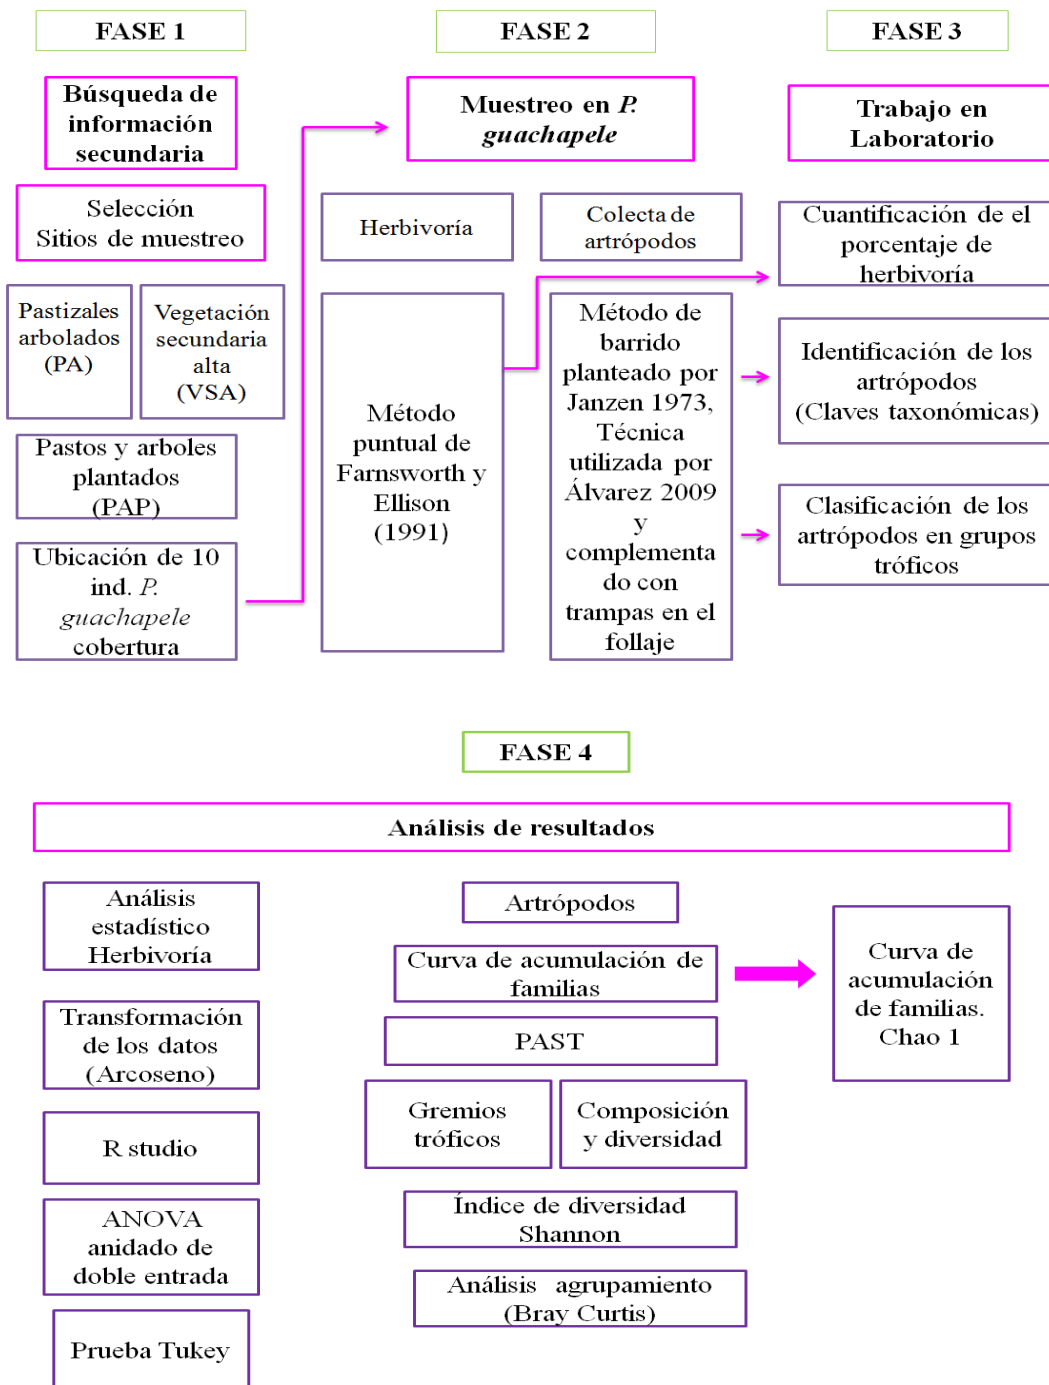 FASE 1
Búsqueda de
información
secundaria
Selección
Sitios de muestreo
Pastizales
arbolados
(PA)
Vegetación
secundaria
alta
(VSA)
Pastos y arboles
plantados
(PAP)
Ubicación de 10
ind. P.
guachapele
cobertura
FASE 2
Muestreo en P.
guachapele
Herbivoría
Método
puntual de
Farnsworth y
Ellison
(1991)
Colecta de
artrópodos
Método de
barrido
planteado por
Janzen 1973,
Técnica
utilizada por
Álvarez 2009
y
complementa
do con
trampas en el
follaje
FASE 3
Trabajo en
Laboratorio
Cuantificación de el
porcentaje de
herbivoría
Identificación de los
artrópodos
(Claves taxonómicas)
Clasificación de los
artrópodos en grupos
tróficos
FASE 4
Análisis de resultados
Análisis
estadístico
Herbivoría
Transformación
de los datos
(Arcoseno)
R studio
ANOVA
anidado de
doble entrada
Prueba Tukey
Artrópodos
Curva de acumulación de
familias
PAST
Gremios
tróficos
Composición
y diversidad
Índice de diversidad
Shannon
Análisis agrupamiento
(Bray Curtis)
Curva de
acumulación
de familias.
Chao 1